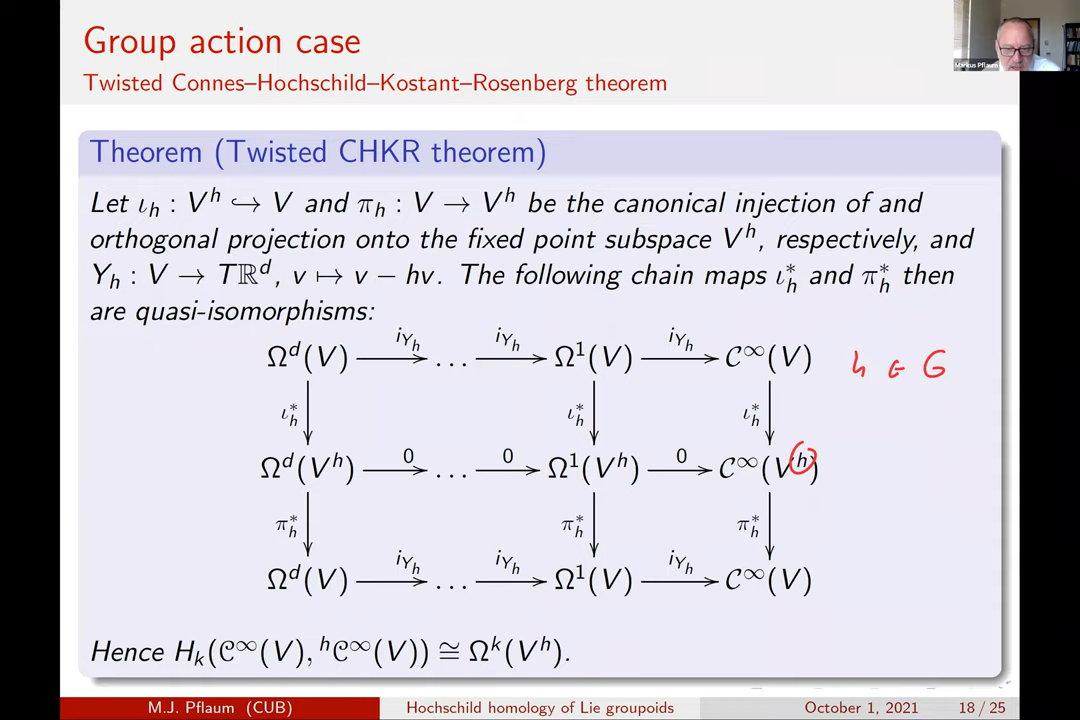 Group action case
Twisted Connes–Hochschild–Kostant–Rosenberg theorem
Markus Pflaum
Theorem (Twisted CHKR theorem)
Let ι_h : V^h ↪ V and π_h : V → V^h be the canonical injection of and
orthogonal projection onto the fixed point subspace V^h, respectively, and
Y_h : V → Tℝ^d, v ↦ v − hv. The following chain maps ι_h^* and π_h^* then
are quasi-isomorphisms:
Ω^d(V) →^{i_{Y_h}} … →^{i_{Y_h}} Ω^1(V) →^{i_{Y_h}} 𝒞^∞(V) h ∈ G
ι_h^* ι_h^* ι_h^*
Ω^d(V^h) →^0 … →^0 Ω^1(V^h) →^0 𝒞^∞(V^h)
π_h^* π_h^* π_h^*
Ω^d(V) →^{i_{Y_h}} … →^{i_{Y_h}} Ω^1(V) →^{i_{Y_h}} 𝒞^∞(V)
Hence H_k(𝒞^∞(V), ^h𝒞^∞(V)) ≅ Ω^k(V^h).
M.J. Pflaum (CUB) Hochschild homology of Lie groupoids October 1, 2021 18 / 25